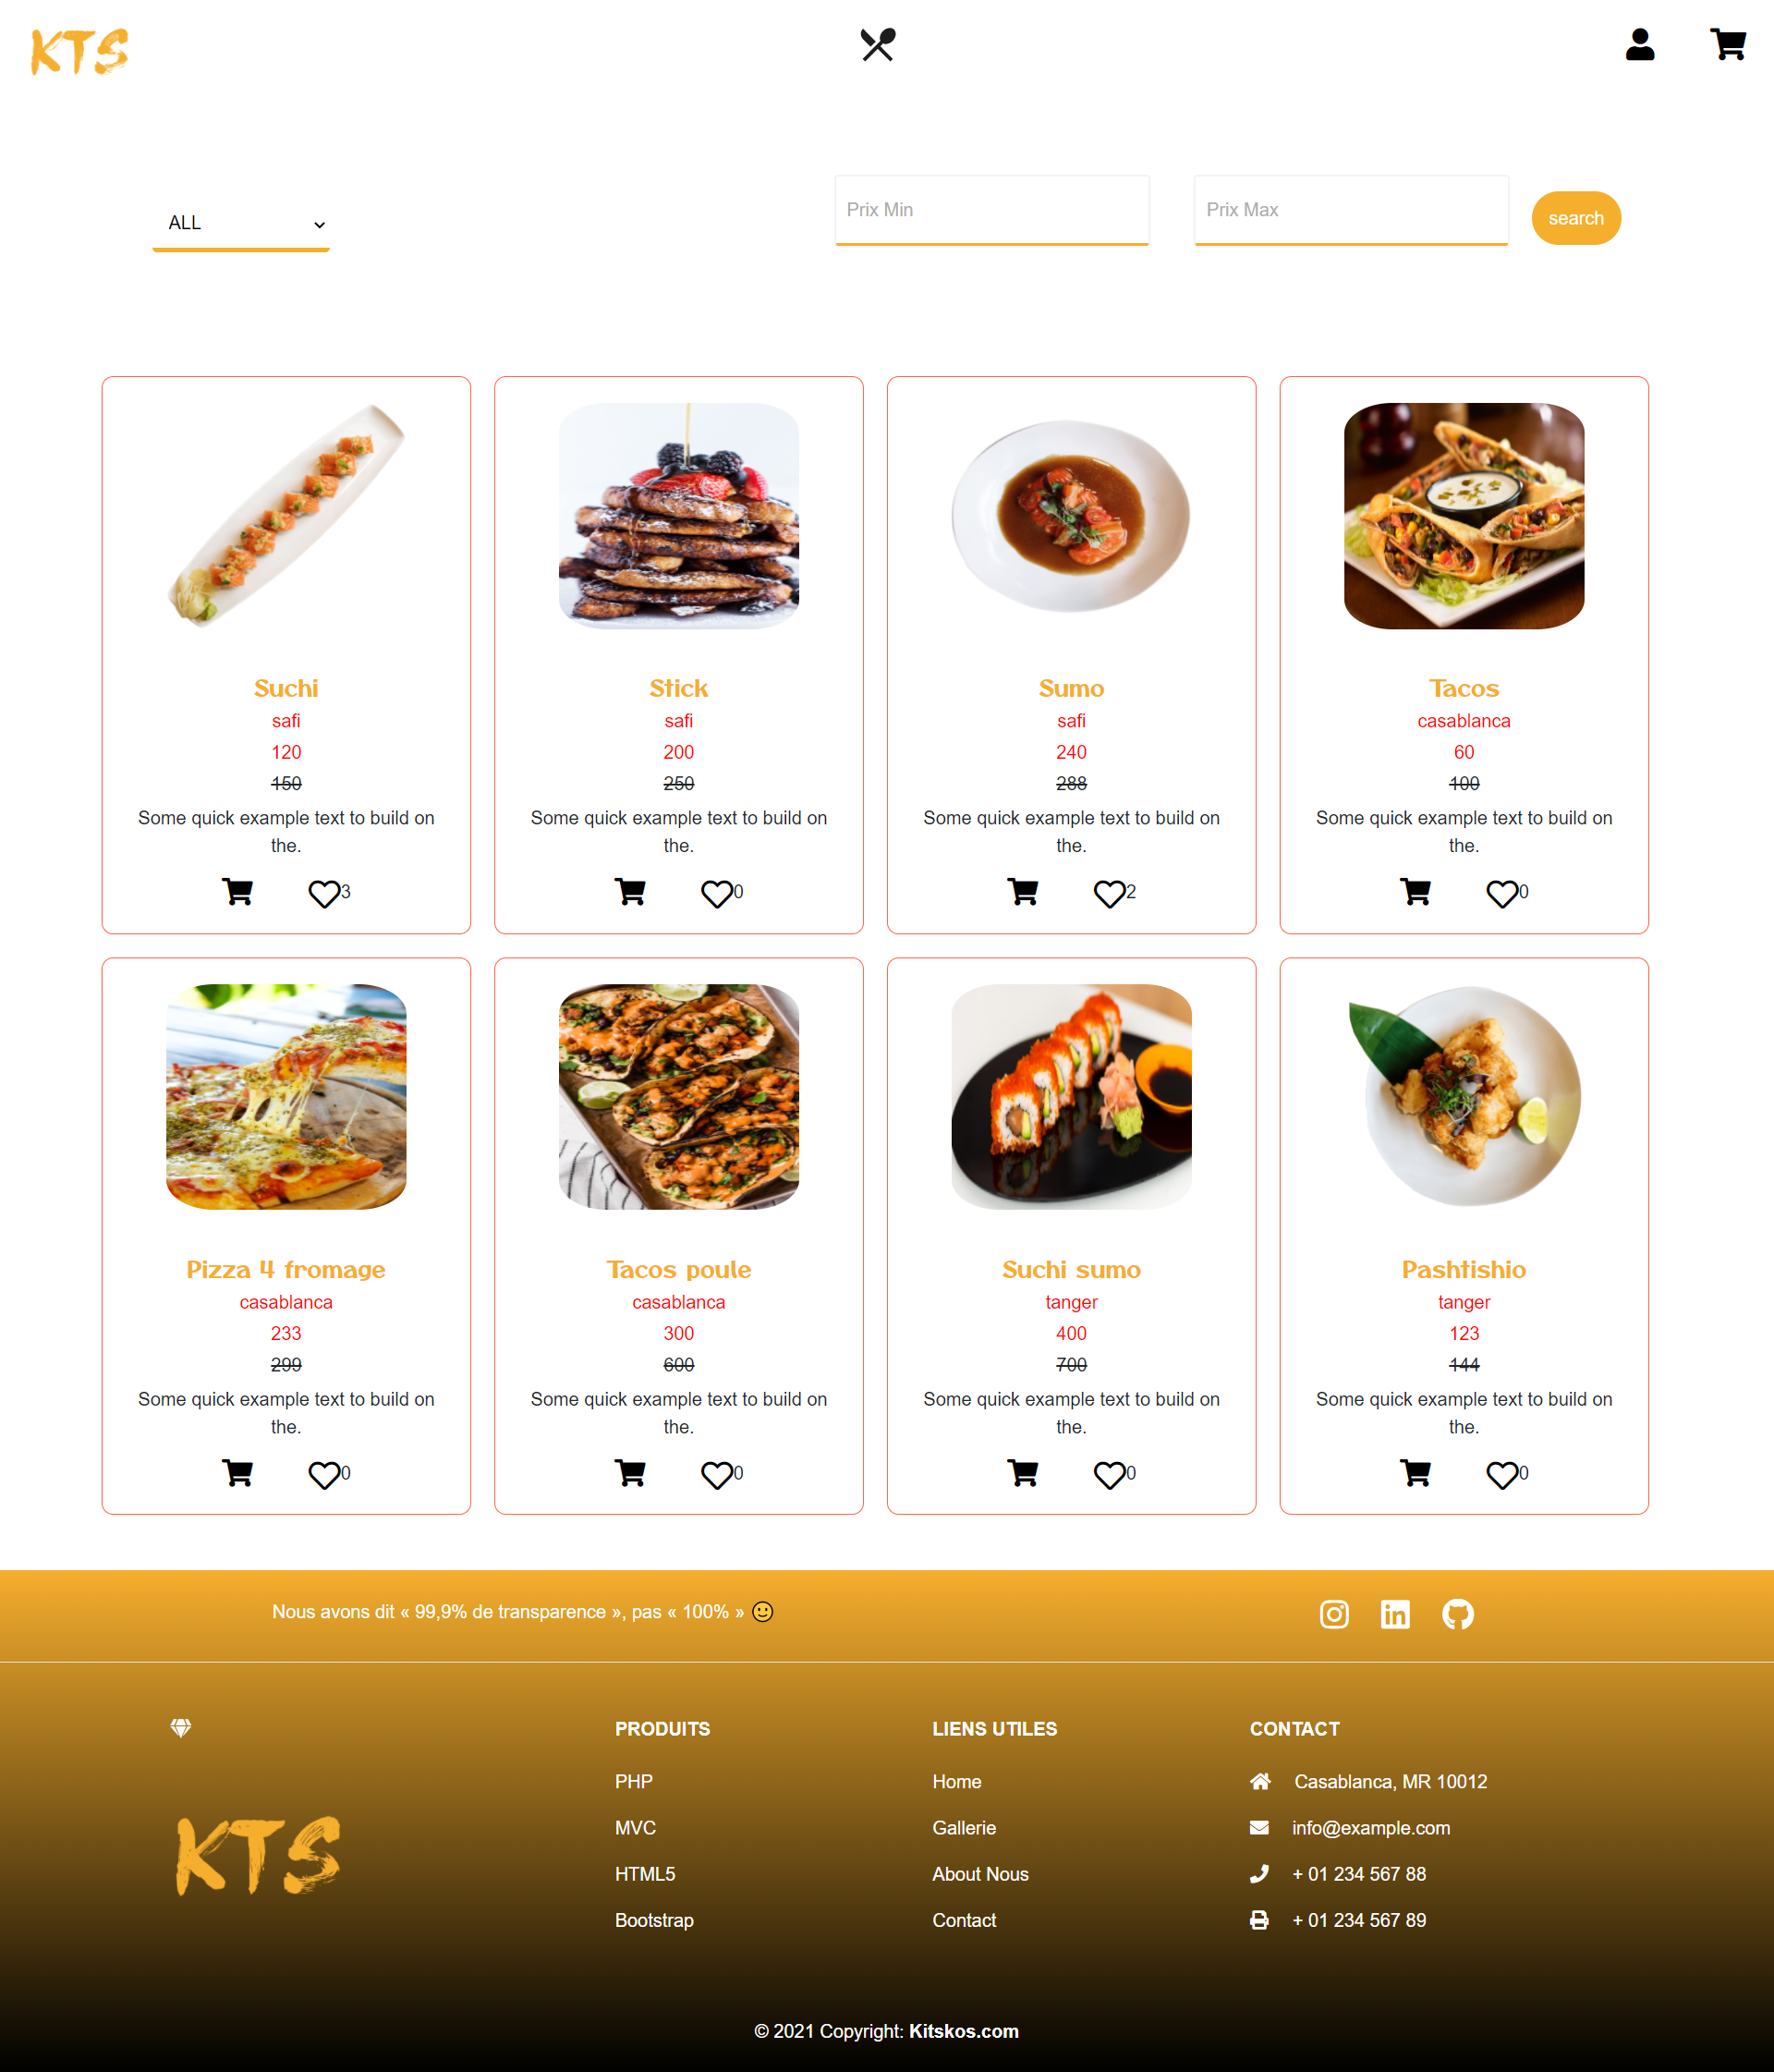 KTS
ALL
Prix Min
Prix Max
search
Suchi
safi
120
150
Some quick example text to build on
the.
3
Stick
safi
200
250
Some quick example text to build on
the.
0
Sumo
safi
240
288
Some quick example text to build on
the.
2
Tacos
casablanca
60
100
Some quick example text to build on
the.
0
Pizza 4 fromage
casablanca
233
299
Some quick example text to build on
the.
0
Tacos poule
casablanca
300
600
Some quick example text to build on
the.
0
Suchi sumo
tanger
400
700
Some quick example text to build on
the.
0
Pashtishio
tanger
123
144
Some quick example text to build on
the.
0
Nous avons dit « 99,9% de transparence », pas « 100% »
KTS
PRODUITS
PHP
MVC
HTML5
Bootstrap
LIENS UTILES
Home
Gallerie
About Nous
Contact
CONTACT
Casablanca, MR 10012
info@example.com
+ 01 234 567 88
+ 01 234 567 89
© 2021 Copyright: Kitskos.com